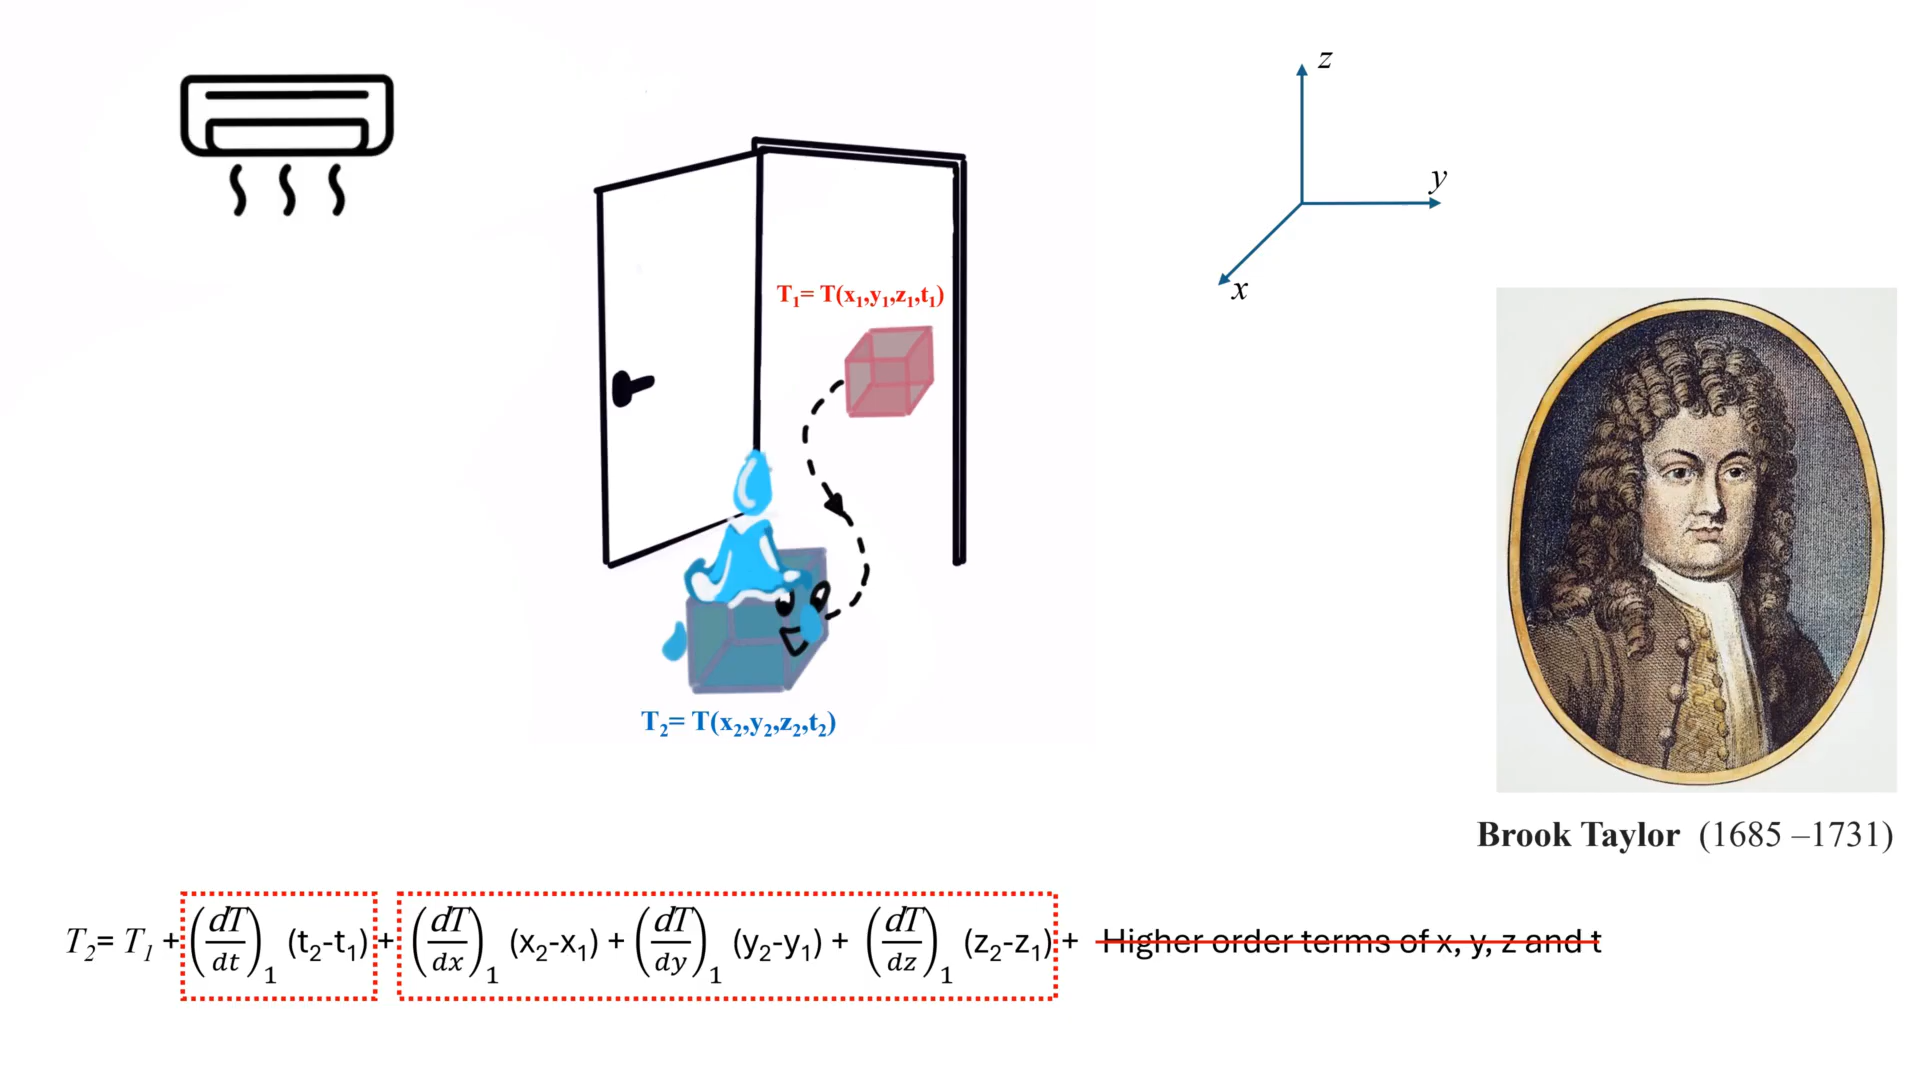 z
y
x
T₁= T(x₁,y₁,z₁,t₁)
T₂= T(x₂,y₂,z₂,t₂)
Brook Taylor (1685 –1731)
T₂= T₁ + (dT/dt)₁ (t₂-t₁) + (dT/dx)₁ (x₂-x₁) + (dT/dy)₁ (y₂-y₁) + (dT/dz)₁ (z₂-z₁) + Higher order terms of x, y, z and t